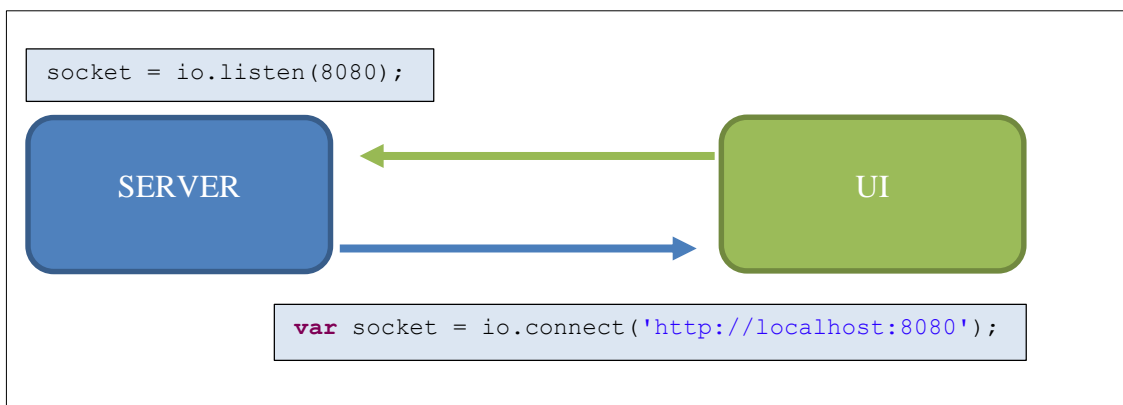 socket = io.listen(8080);
SERVER
UI
var socket = io.connect('http://localhost:8080');